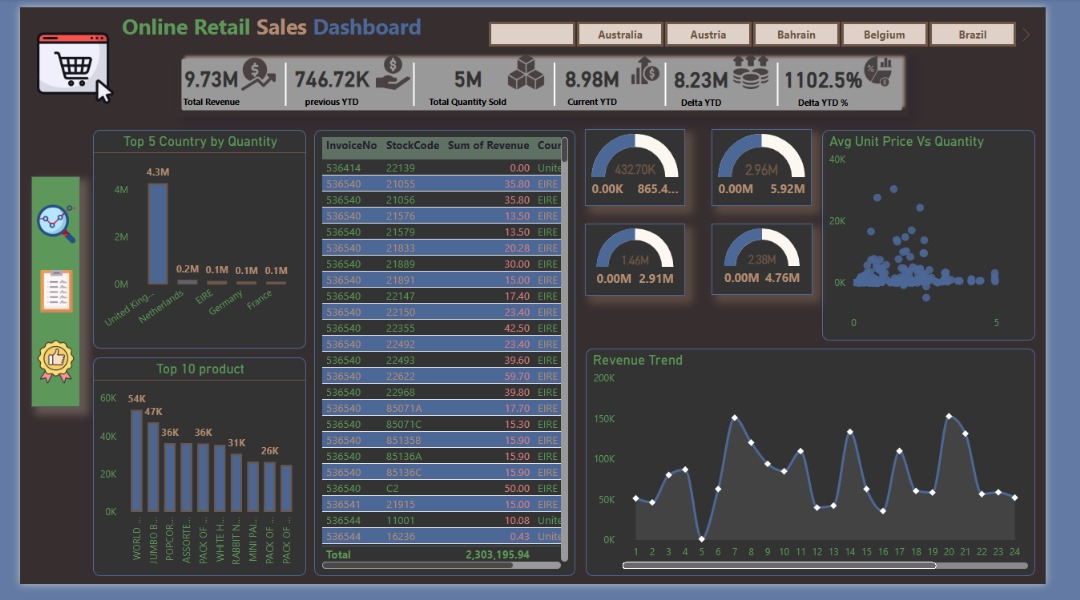 Online Retail Sales Dashboard
Australia
Austria
Bahrain
Belgium
Brazil
9.73M
Total Revenue
746.72K
previous YTD
5M
Total Quantity Sold
8.98M
Current YTD
8.23M
Delta YTD
1102.5%
Delta YTD %
Top 5 Country by Quantity
4M
2M
0M
4.3M
0.2M
0.1M
0.1M
0.1M
United King...
Netherlands
EIRE
Germany
France
Top 10 product
60K
40K
20K
0K
54K
47K
36K
36K
31K
26K
WORLD ...
JUMBO B...
POPCOR...
ASSORTE...
PACK OF ...
WHITE H...
RABBIT N...
MINI PAI...
PACK OF ...
PACK OF ...
InvoiceNo StockCode Sum of Revenue Cour
536414 22139 0.00 Unite
536540 21055 35.80 EIRE
536540 21056 35.80 EIRE
536540 21576 13.50 EIRE
536540 21579 13.50 EIRE
536540 21833 20.28 EIRE
536540 21889 30.00 EIRE
536540 21891 15.00 EIRE
536540 22147 17.40 EIRE
536540 22150 23.40 EIRE
536540 22355 42.50 EIRE
536540 22492 23.40 EIRE
536540 22493 39.60 EIRE
536540 22622 59.70 EIRE
536540 22968 39.80 EIRE
536540 85071A 17.70 EIRE
536540 85071C 15.30 EIRE
536540 85135B 15.90 EIRE
536540 85136A 15.90 EIRE
536540 85136C 15.90 EIRE
536540 C2 50.00 EIRE
536541 21915 15.00 EIRE
536544 11001 10.08 Unite
536544 16236 0.43 Unite
Total 2,303,195.94
432.70K
0.00K 865.4...
2.96M
0.00M 5.92M
1.46M
0.00M 2.91M
2.38M
0.00M 4.76M
Avg Unit Price Vs Quantity
40K
20K
0K
0 5
Revenue Trend
200K
150K
100K
50K
0K
1 2 3 4 5 6 7 8 9 10 11 12 13 14 15 16 17 18 19 20 21 22 23 24